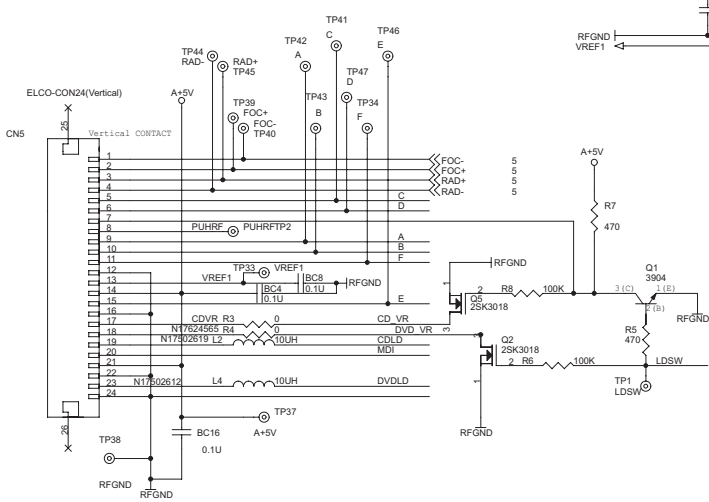 RFGND
VREF1
TP41
C
TP46
E
TP42
A
TP44
RAD-
RAD+
TP45
TP47
D
TP43
B
TP34
F
TP39
FOC+
FOC-
TP40
A+5V
ELCO-CON24(Vertical)
CN5
Vertical CONTACT
25
1
2
3
4
5
6
7
8
9
10
11
12
13
14
15
16
17
18
19
20
21
22
23
24
26
FOC- 5
FOC+ 5
RAD+ 5
RAD- 5
C
D
PUHRF
PUHRFTP2
A
B
F
TP33
VREF1
VREF1
BC8
0.1U
RFGND
BC4
0.1U
E
CDVR R3 0 CD_VR
N17624565 R4 0 DVD_VR
N17502619 L2 10UH CDLD
MDI
N17502612 L4 10UH DVDLD
TP37
A+5V
BC16
0.1U
TP38
RFGND
RFGND
RFGND
1
2
3
Q5
2SK3018
R8 100K
A+5V
R7
470
Q1
3904
3 (C)
1 (E)
2 (B)
RFGND
R5
470
3
Q2
2SK3018
2
1
R6 100K
LDSW
TP1
LDSW
RFGND